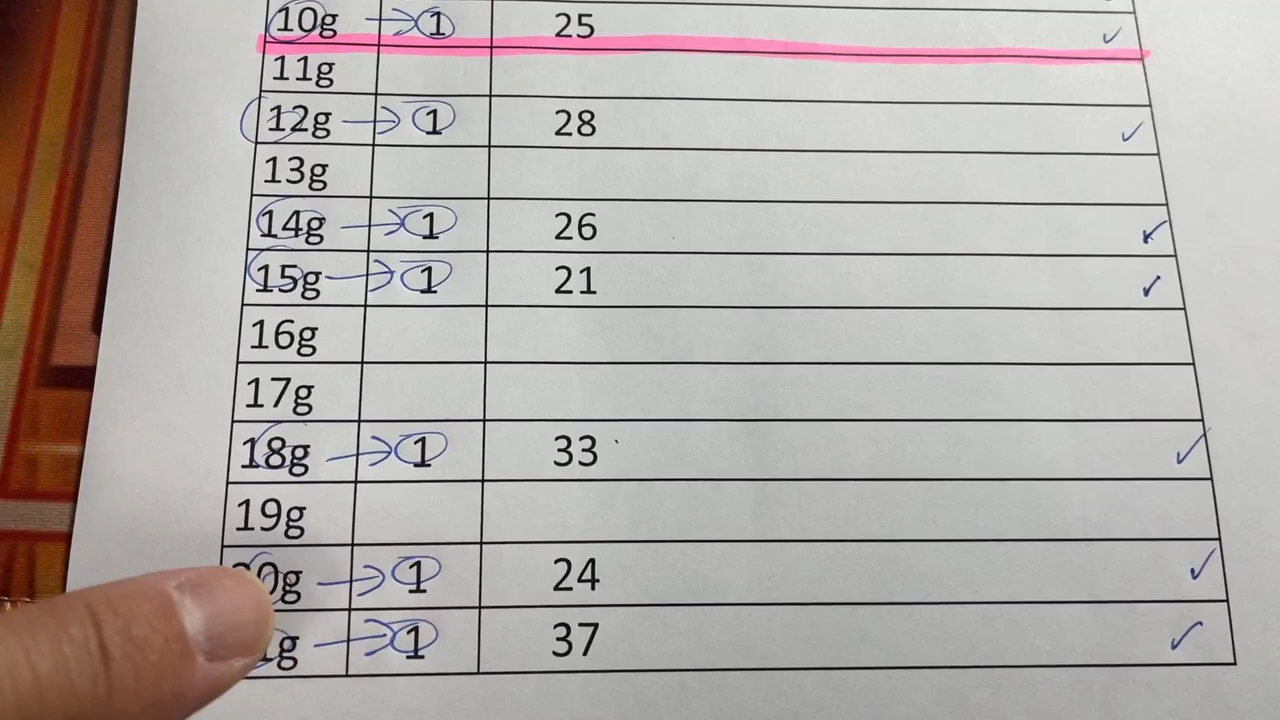 10g → 1 25 ✓
11g
12g → 1 28 ✓
13g
14g → 1 26 ✓
15g → 1 21 ✓
16g
17g
18g → 1 33 ✓
19g
0g → 1 24 ✓
g → 1 37 ✓